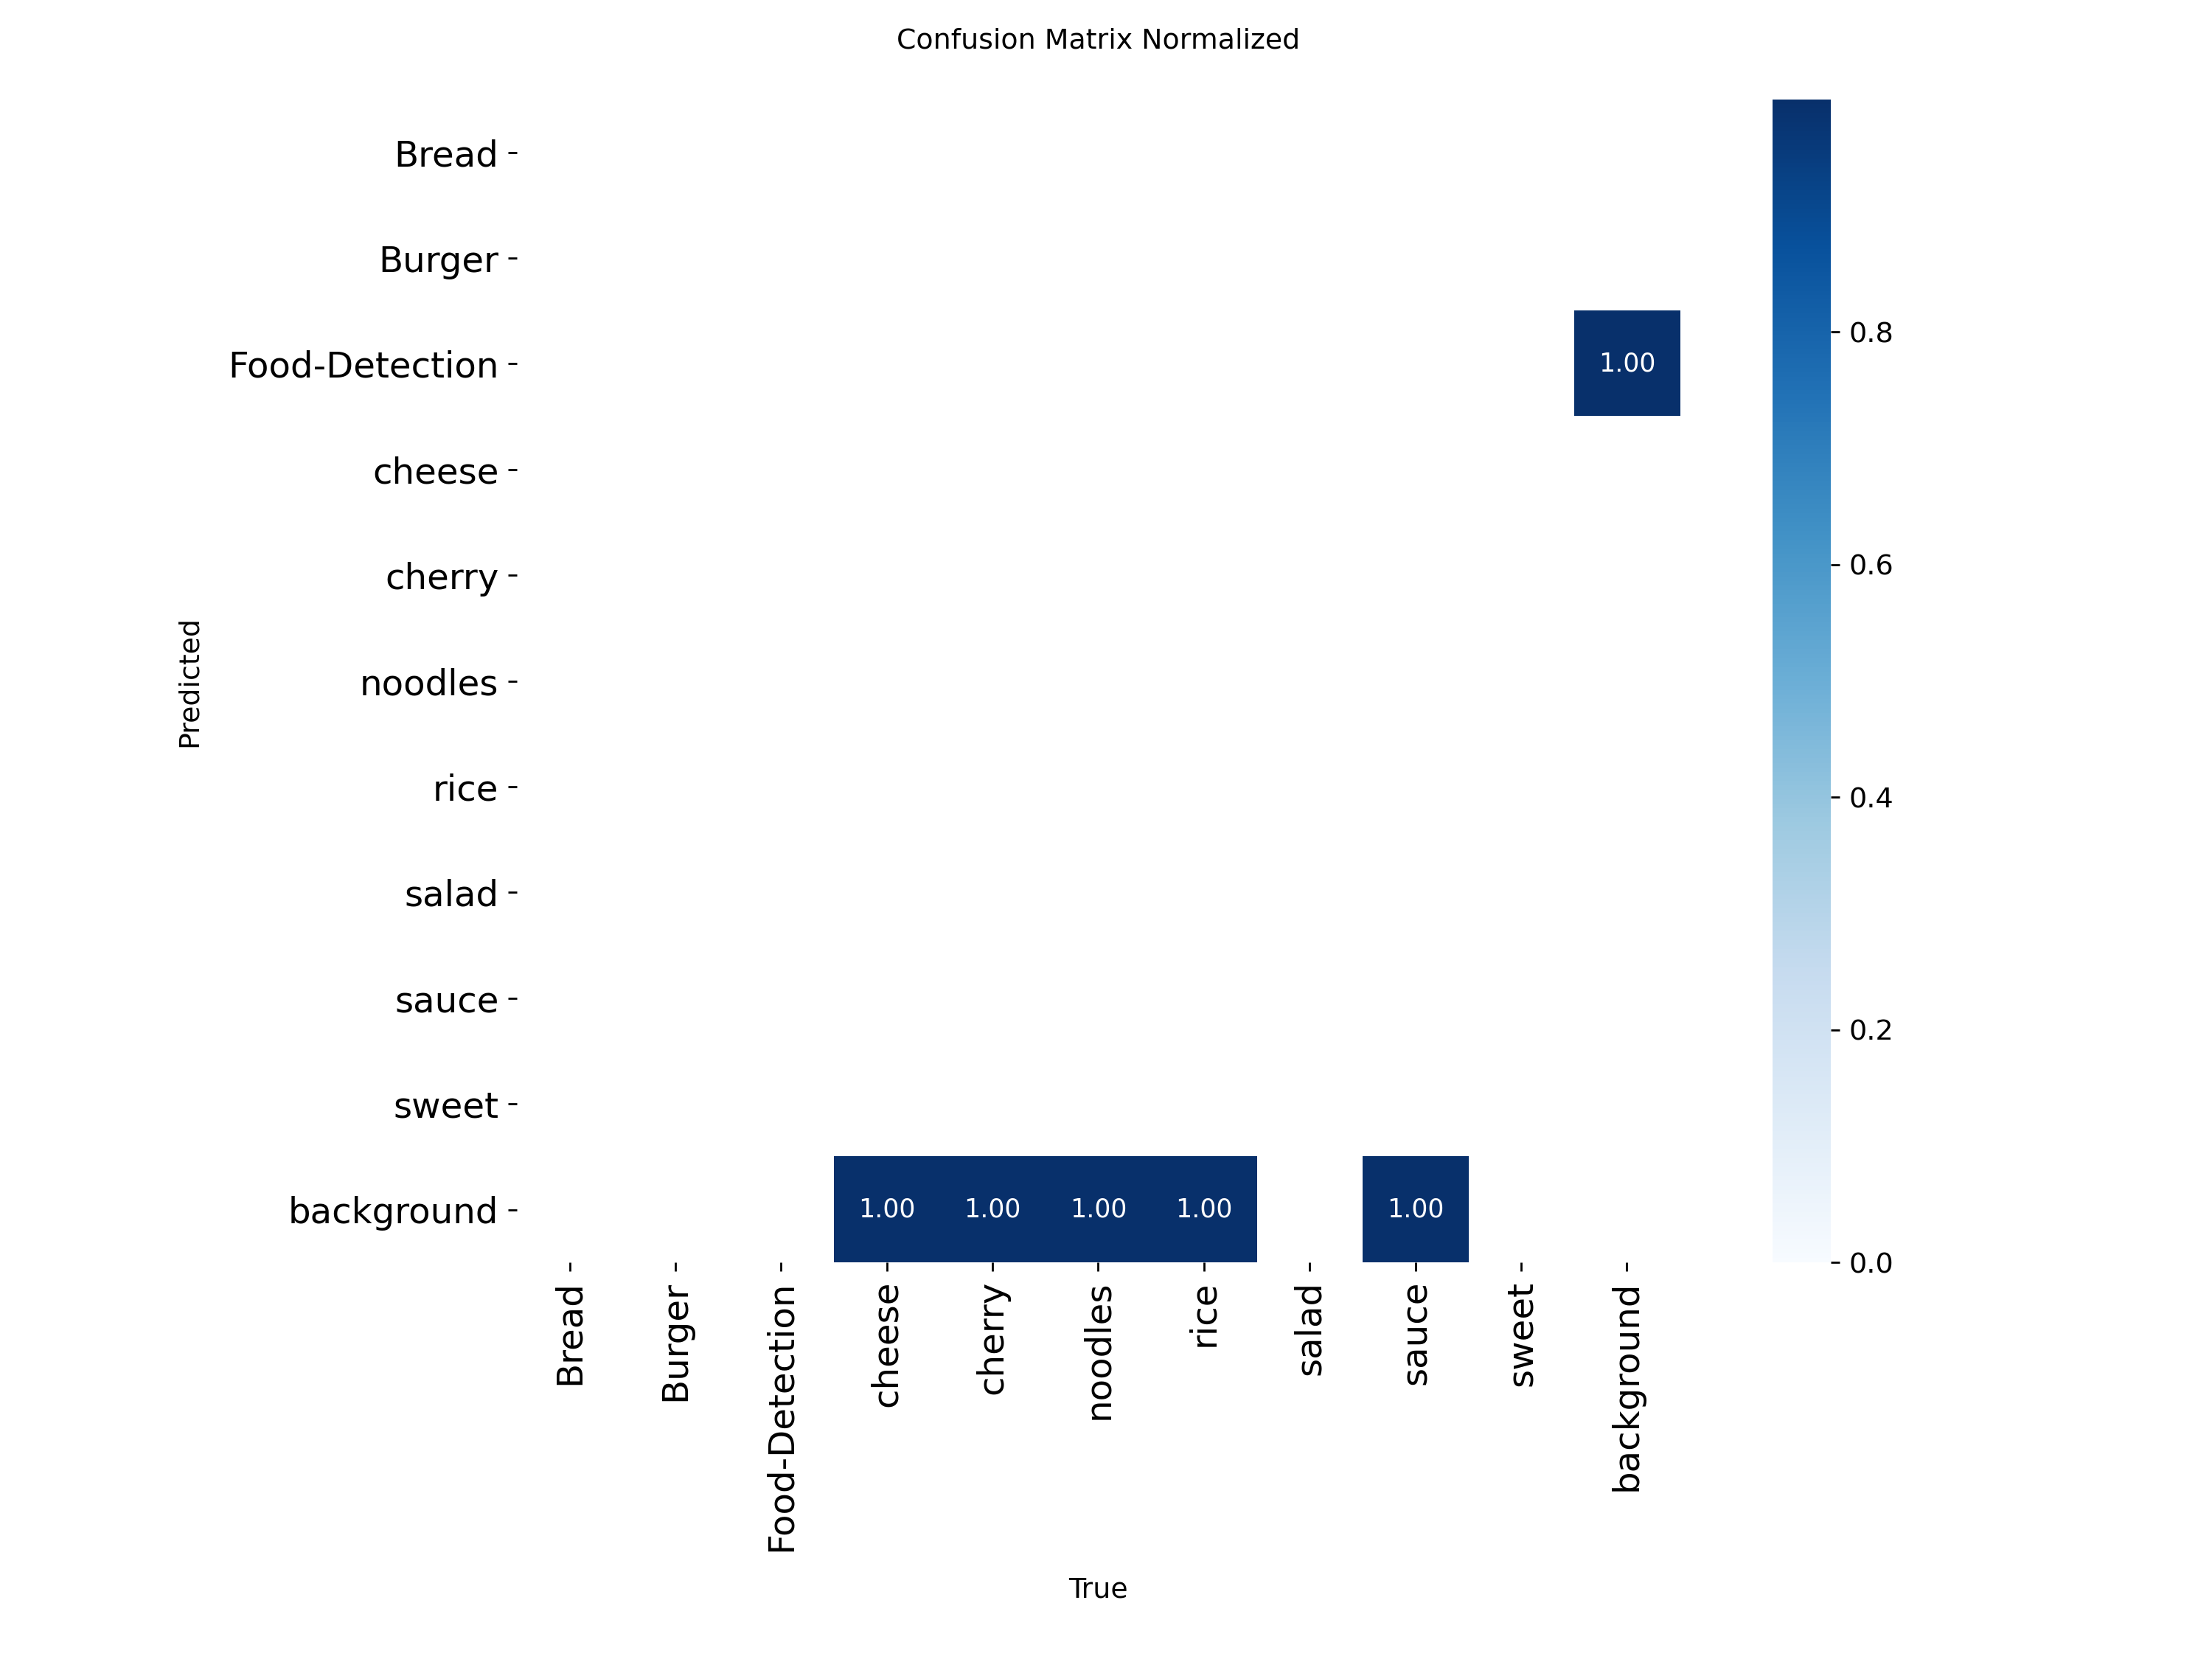 Confusion Matrix Normalized
Bread
Burger
Food-Detection
1.00
0.8
cheese
cherry
0.6
Predicted
noodles
rice
0.4
salad
sauce
0.2
sweet
background
1.00 1.00 1.00 1.00 1.00
0.0
Bread
Burger
Food-Detection
cheese
cherry
noodles
rice
salad
sauce
sweet
background
True